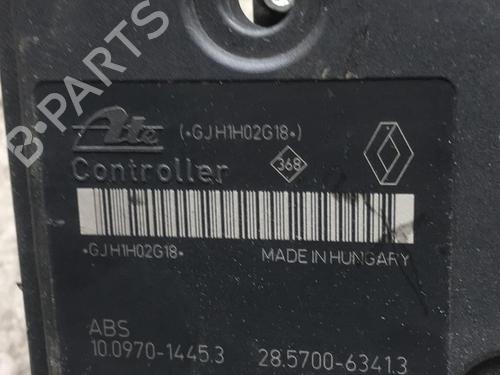 Ate (*GJH1H02G18*)
Controller 368
*GJH1H02G18* MADE IN HUNGARY
ABS
10.0970-1445.3 28.5700-6341.3
B-Parts